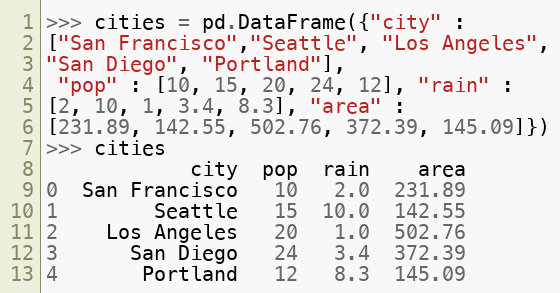 1 >>> cities = pd.DataFrame({"city" :
2 ["San Francisco","Seattle", "Los Angeles",
3 "San Diego", "Portland"],
4  "pop" : [10, 15, 20, 24, 12], "rain" :
5 [2, 10, 1, 3.4, 8.3], "area" :
6 [231.89, 142.55, 502.76, 372.39, 145.09]})
7 >>> cities
8             city  pop  rain    area
9 0  San Francisco   10   2.0  231.89
10 1        Seattle   15  10.0  142.55
11 2    Los Angeles   20   1.0  502.76
12 3      San Diego   24   3.4  372.39
13 4       Portland   12   8.3  145.09